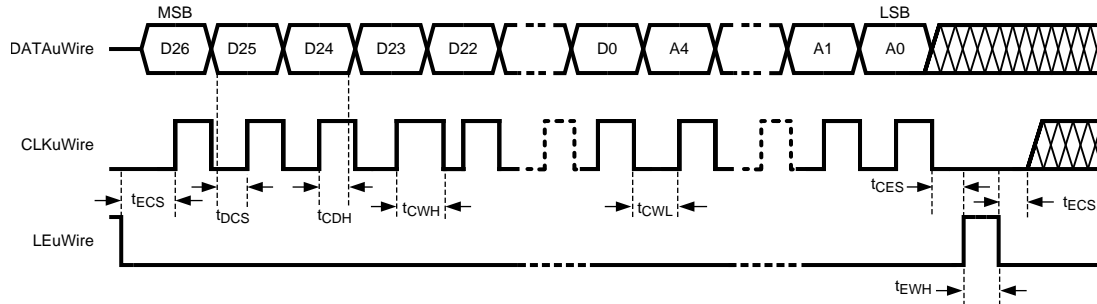 MSB LSB
DATAuWire D26 D25 D24 D23 D22 D0 A4 A1 A0
CLKuWire
tECS tDCS tCDH tCWH tCWL tCES tECS
LEuWire
tEWH